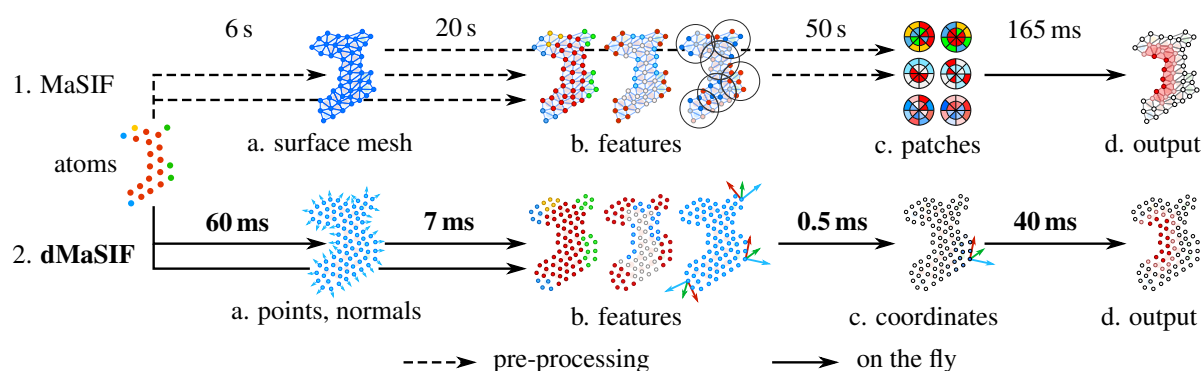 6 s 20 s 50 s 165 ms
1. MaSIF
a. surface mesh b. features c. patches d. output
atoms
60 ms 7 ms 0.5 ms 40 ms
2. dMaSIF
a. points, normals b. features c. coordinates d. output
pre-processing on the fly